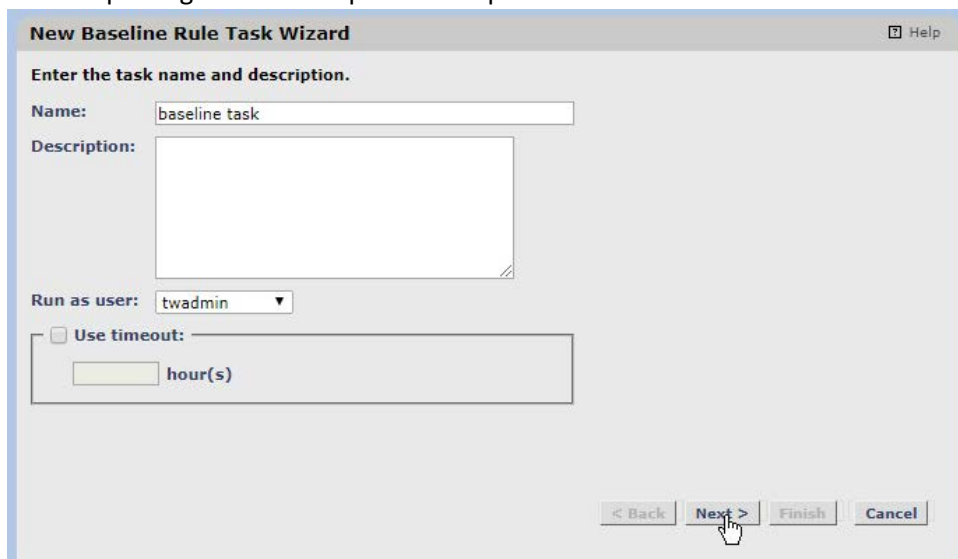 New Baseline Rule Task Wizard
? Help
Enter the task name and description.
Name: baseline task
Description:
Run as user: twadmin
Use timeout:
hour(s)
< Back Next > Finish Cancel